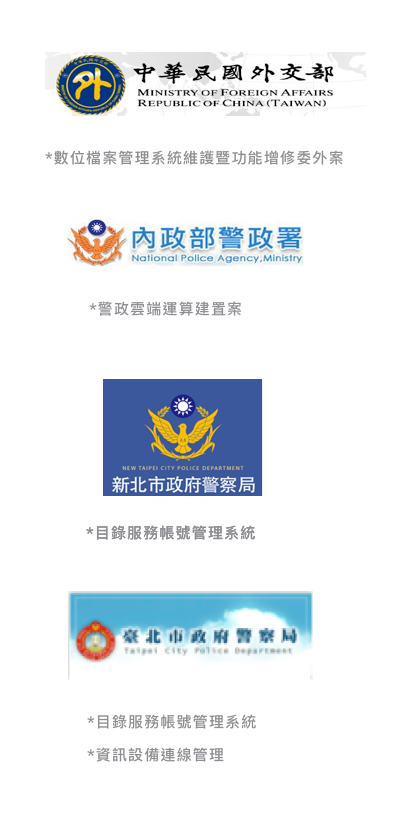 外
中華民國外交部
MINISTRY OF FOREIGN AFFAIRS
REPUBLIC OF CHINA (TAIWAN)
*數位檔案管理系統維護暨功能增修委外案
內政部警政署
National Police Agency,Ministry
*警政雲端運算建置案
NEW TAIPEI CITY POLICE DEPARTMENT
新北市政府警察局
*目錄服務帳號管理系統
臺北市政府警察局
Taipei City Police Department
*目錄服務帳號管理系統
*資訊設備連線管理